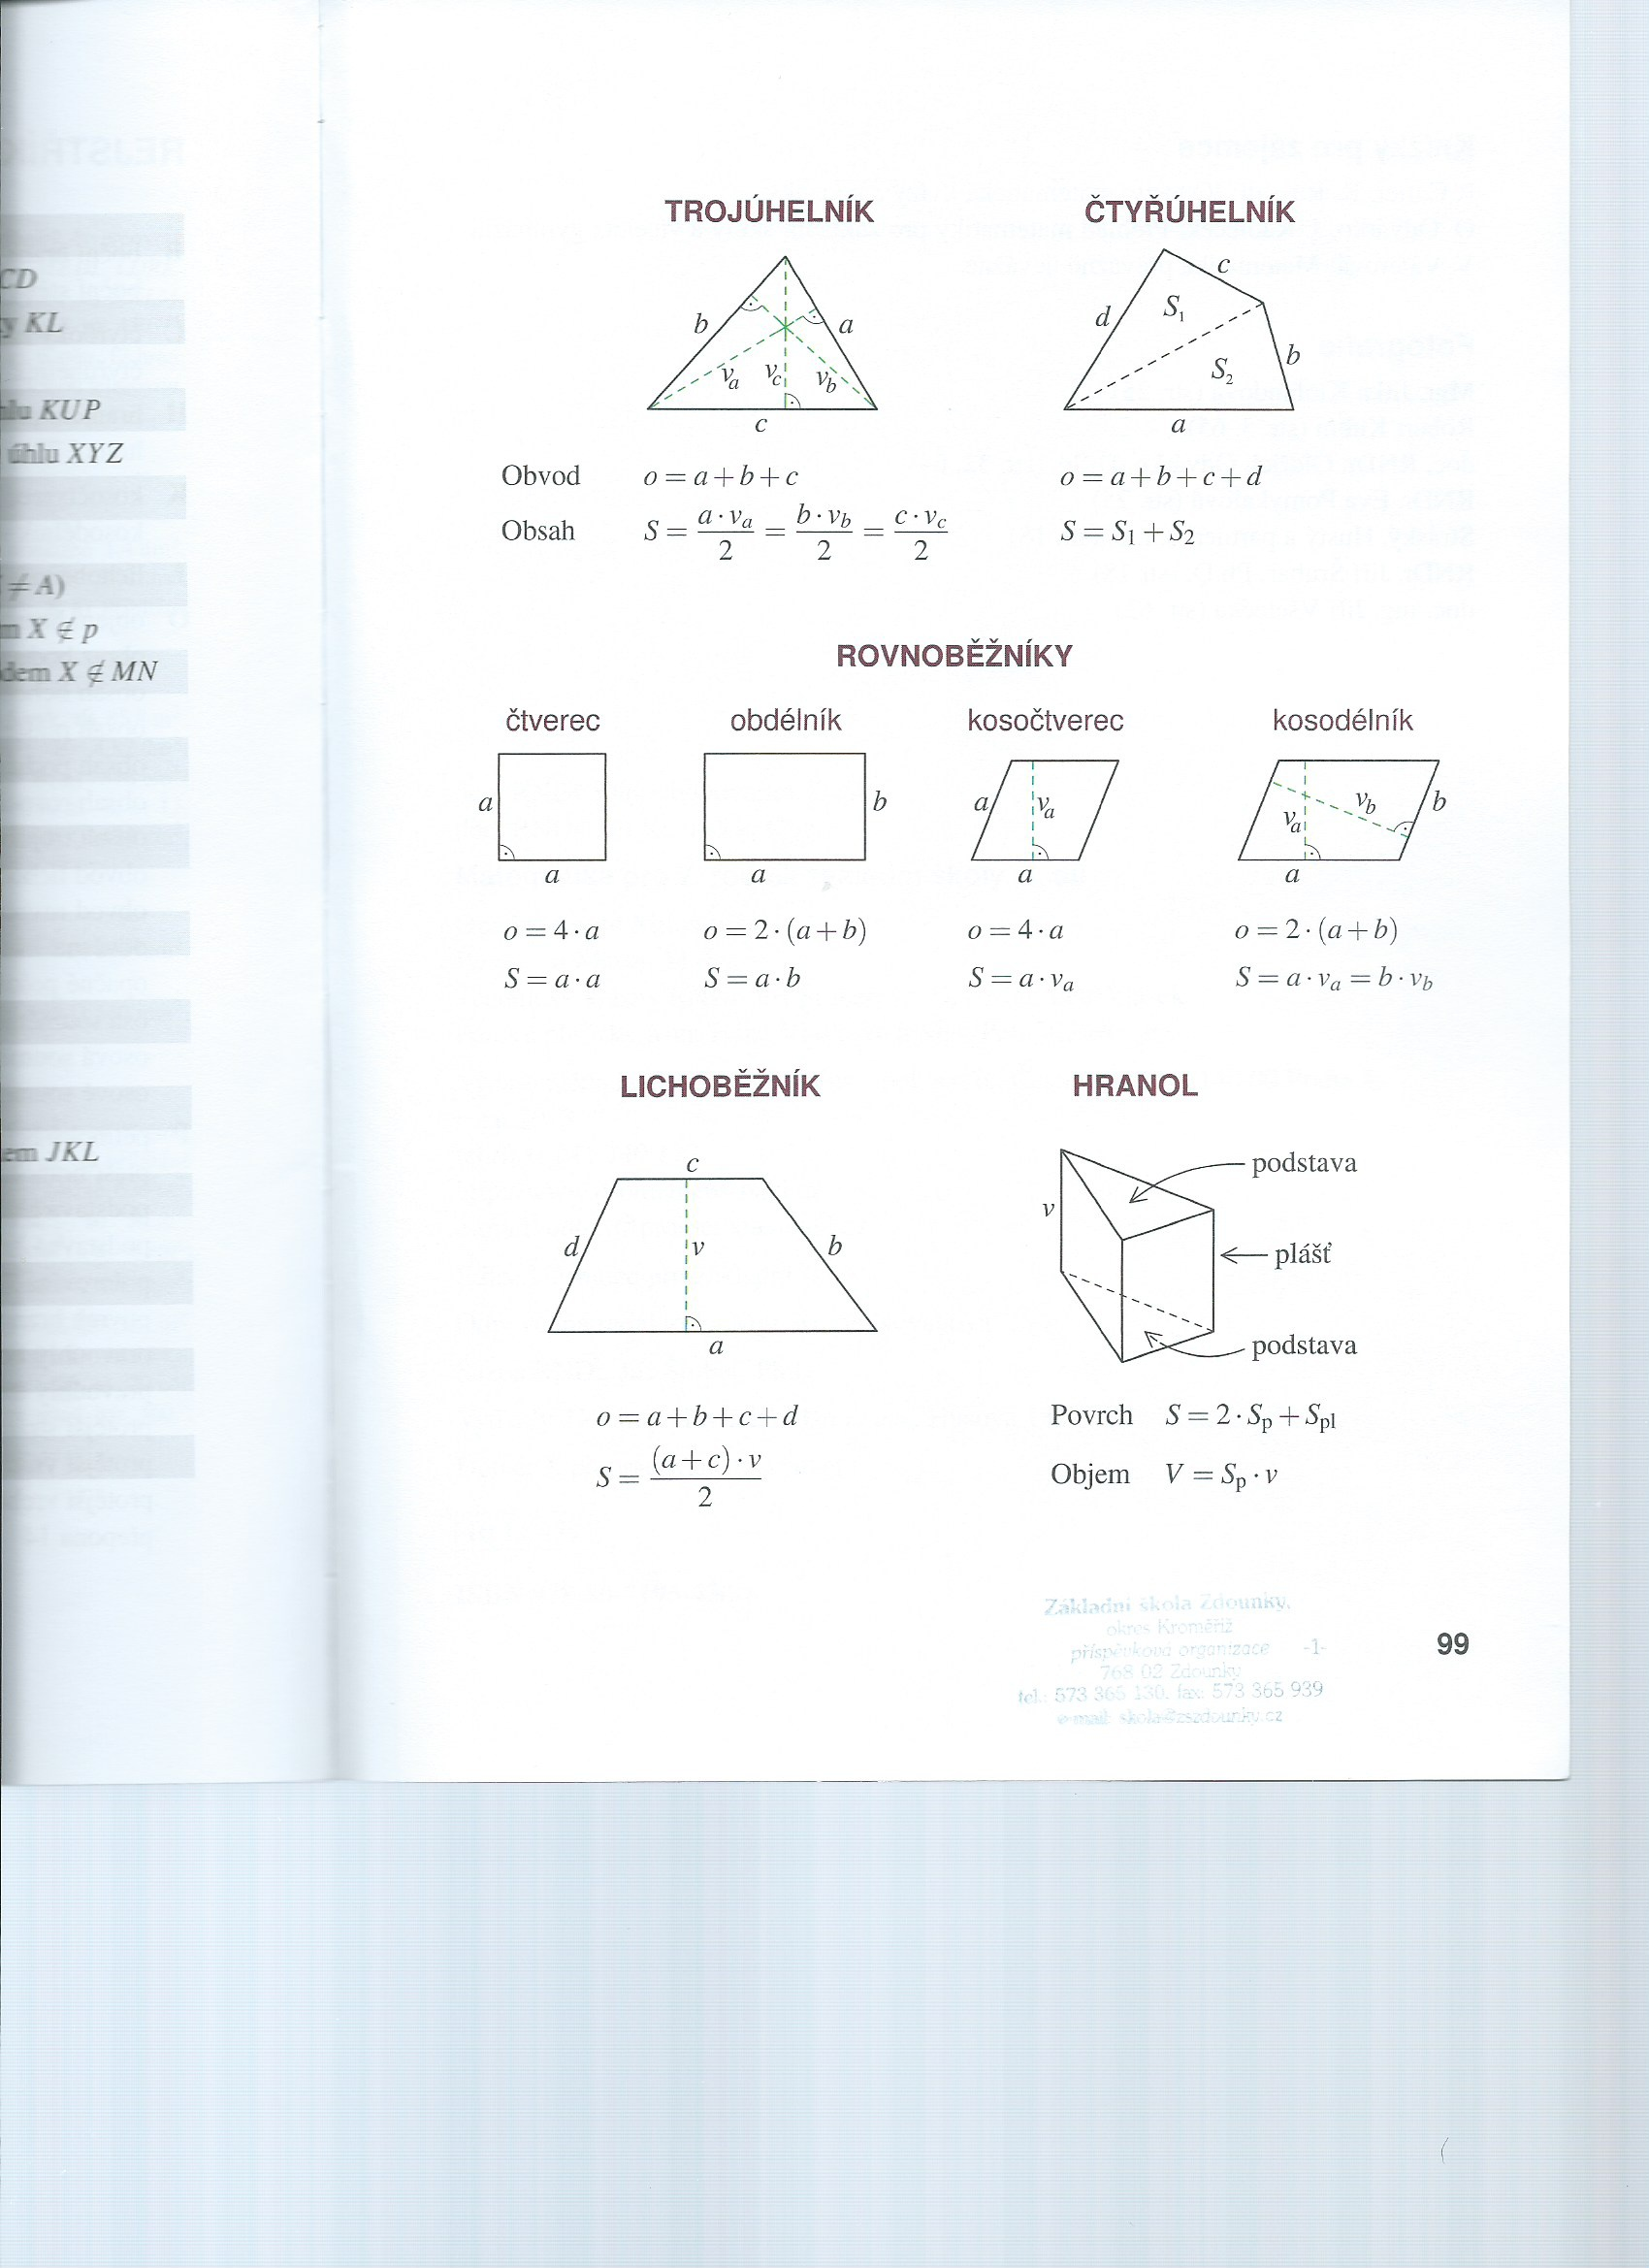 CD
KL
KUP
úhlu XYZ
≠ A)
X ∉ p
X ∉ MN
JKL
TROJÚHELNÍK ČTYŘÚHELNÍK
b a v_a v_c v_b c
d c S₁ S₂ b a
Obvod o = a + b + c o = a + b + c + d
Obsah S = a · v_a / 2 = b · v_b / 2 = c · v_c / 2 S = S₁ + S₂
ROVNOBĚŽNÍKY
čtverec obdélník kosočtverec kosodélník
a b a v_a v_a v_b b
a a a a
o = 4 · a o = 2 · (a + b) o = 4 · a o = 2 · (a + b)
S = a · a S = a · b S = a · v_a S = a · v_a = b · v_b
LICHOBĚŽNÍK HRANOL
c
d v b
a
v podstava
plášť
podstava
o = a + b + c + d Povrch S = 2 · S_p + S_pl
S = (a + c) · v / 2 Objem V = S_p · v
Základní škola Zdounky,
okres Kroměříž
příspěvková organizace -1-
768 02 Zdounky
tel.: 573 365 130, fax: 573 365 939
e-mail: skola@zszdounky.cz
99